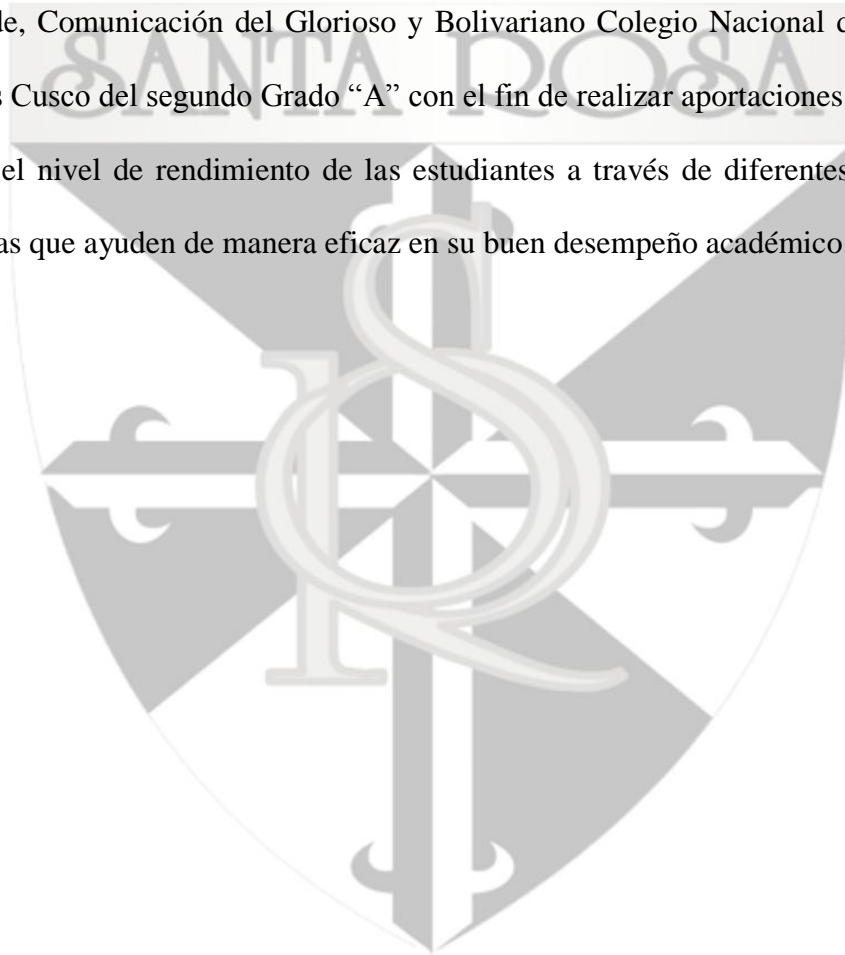 Comunicación del Glorioso y Bolivariano Colegio Nacional
SANTA ROSA
Cusco del segundo Grado “A” con el fin de realizar aportaciones
el nivel de rendimiento de las estudiantes a través de diferentes
que ayuden de manera eficaz en su buen desempeño académico.
SR